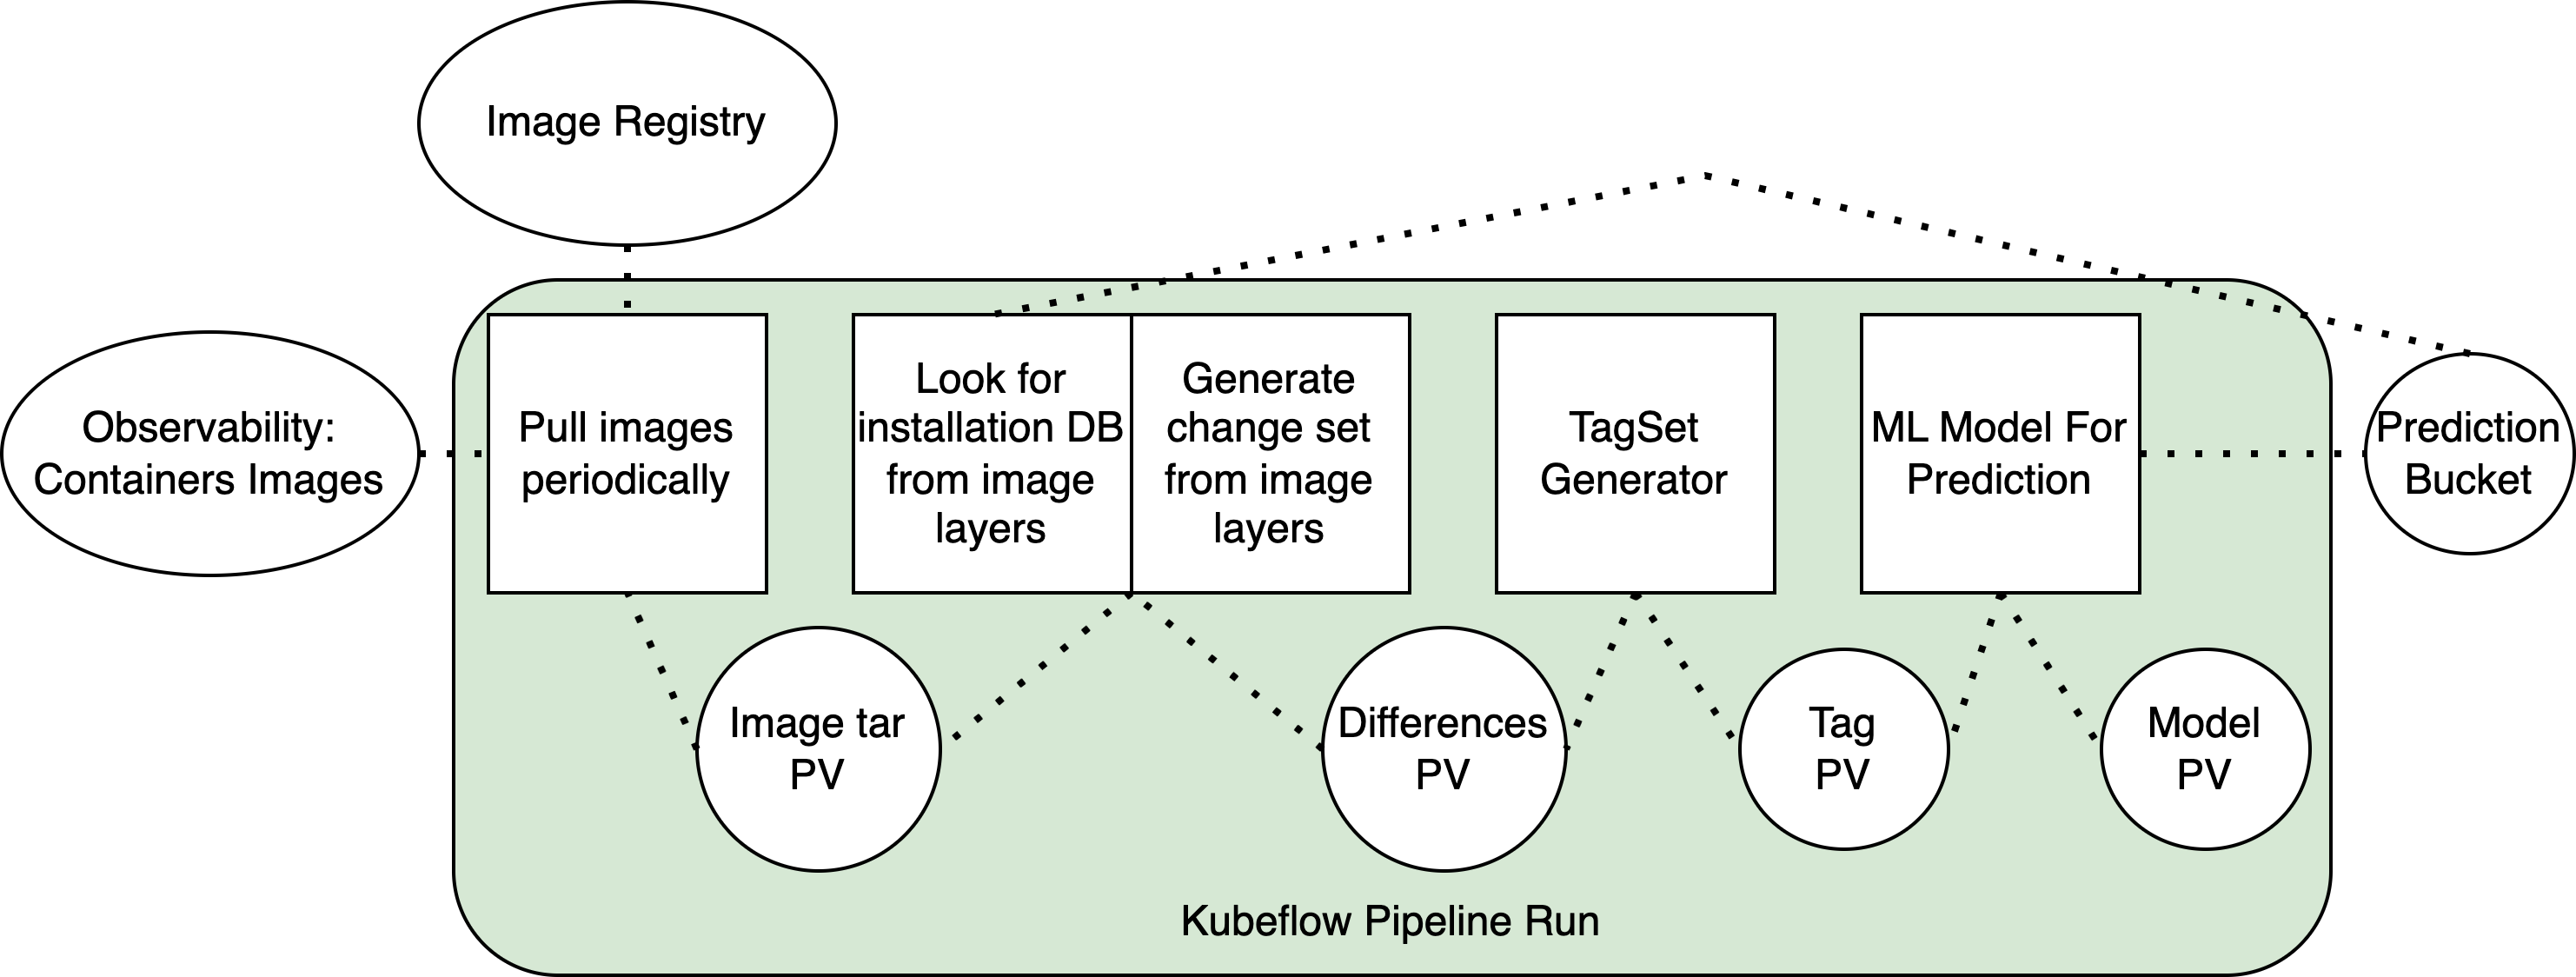 Image Registry
Observability:
Containers Images
Pull images
periodically
Look for
installation DB
from image
layers
Generate
change set
from image
layers
TagSet
Generator
ML Model For
Prediction
Prediction
Bucket
Image tar
PV
Differences
PV
Tag
PV
Model
PV
Kubeflow Pipeline Run